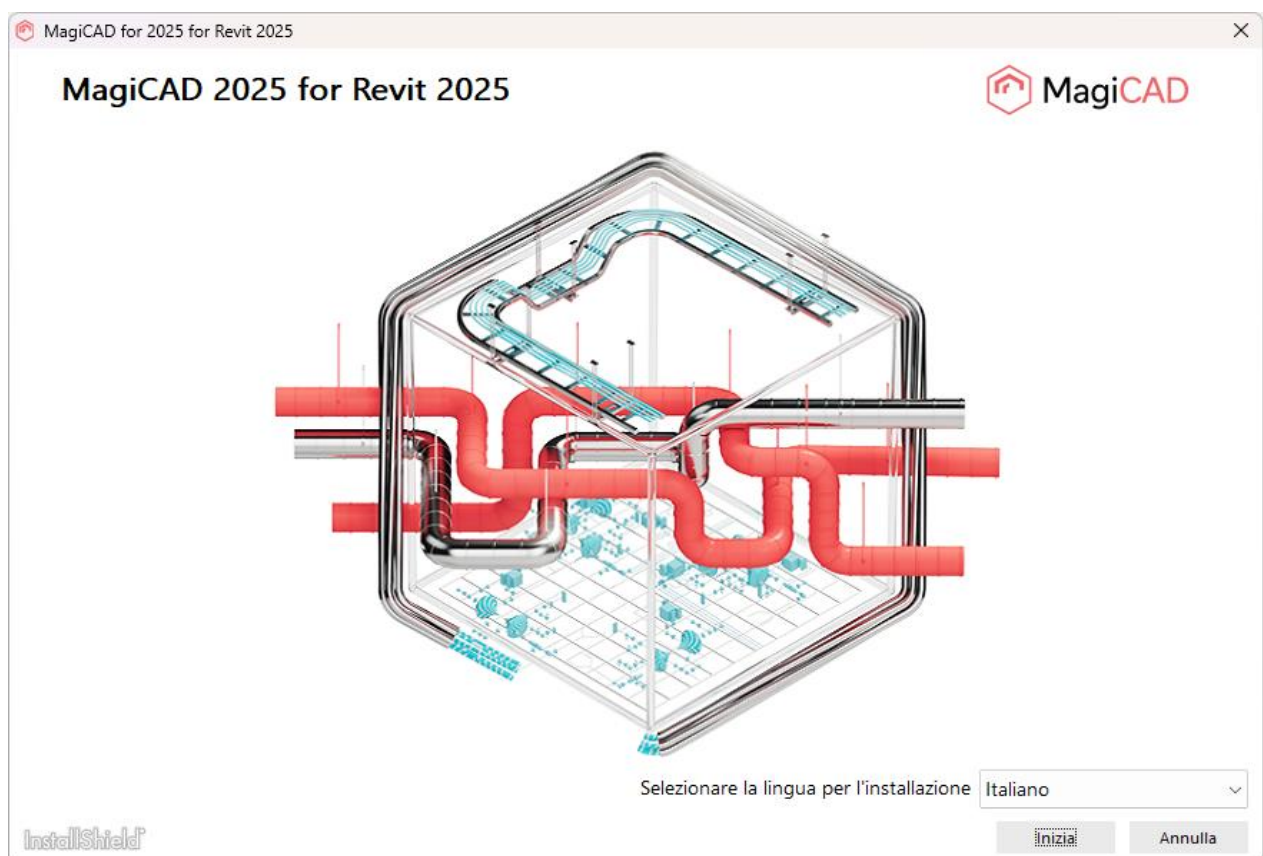 MagiCAD for 2025 for Revit 2025
MagiCAD 2025 for Revit 2025
MagiCAD
Selezionare la lingua per l'installazione
Italiano
InstallShield
Inizia
Annulla